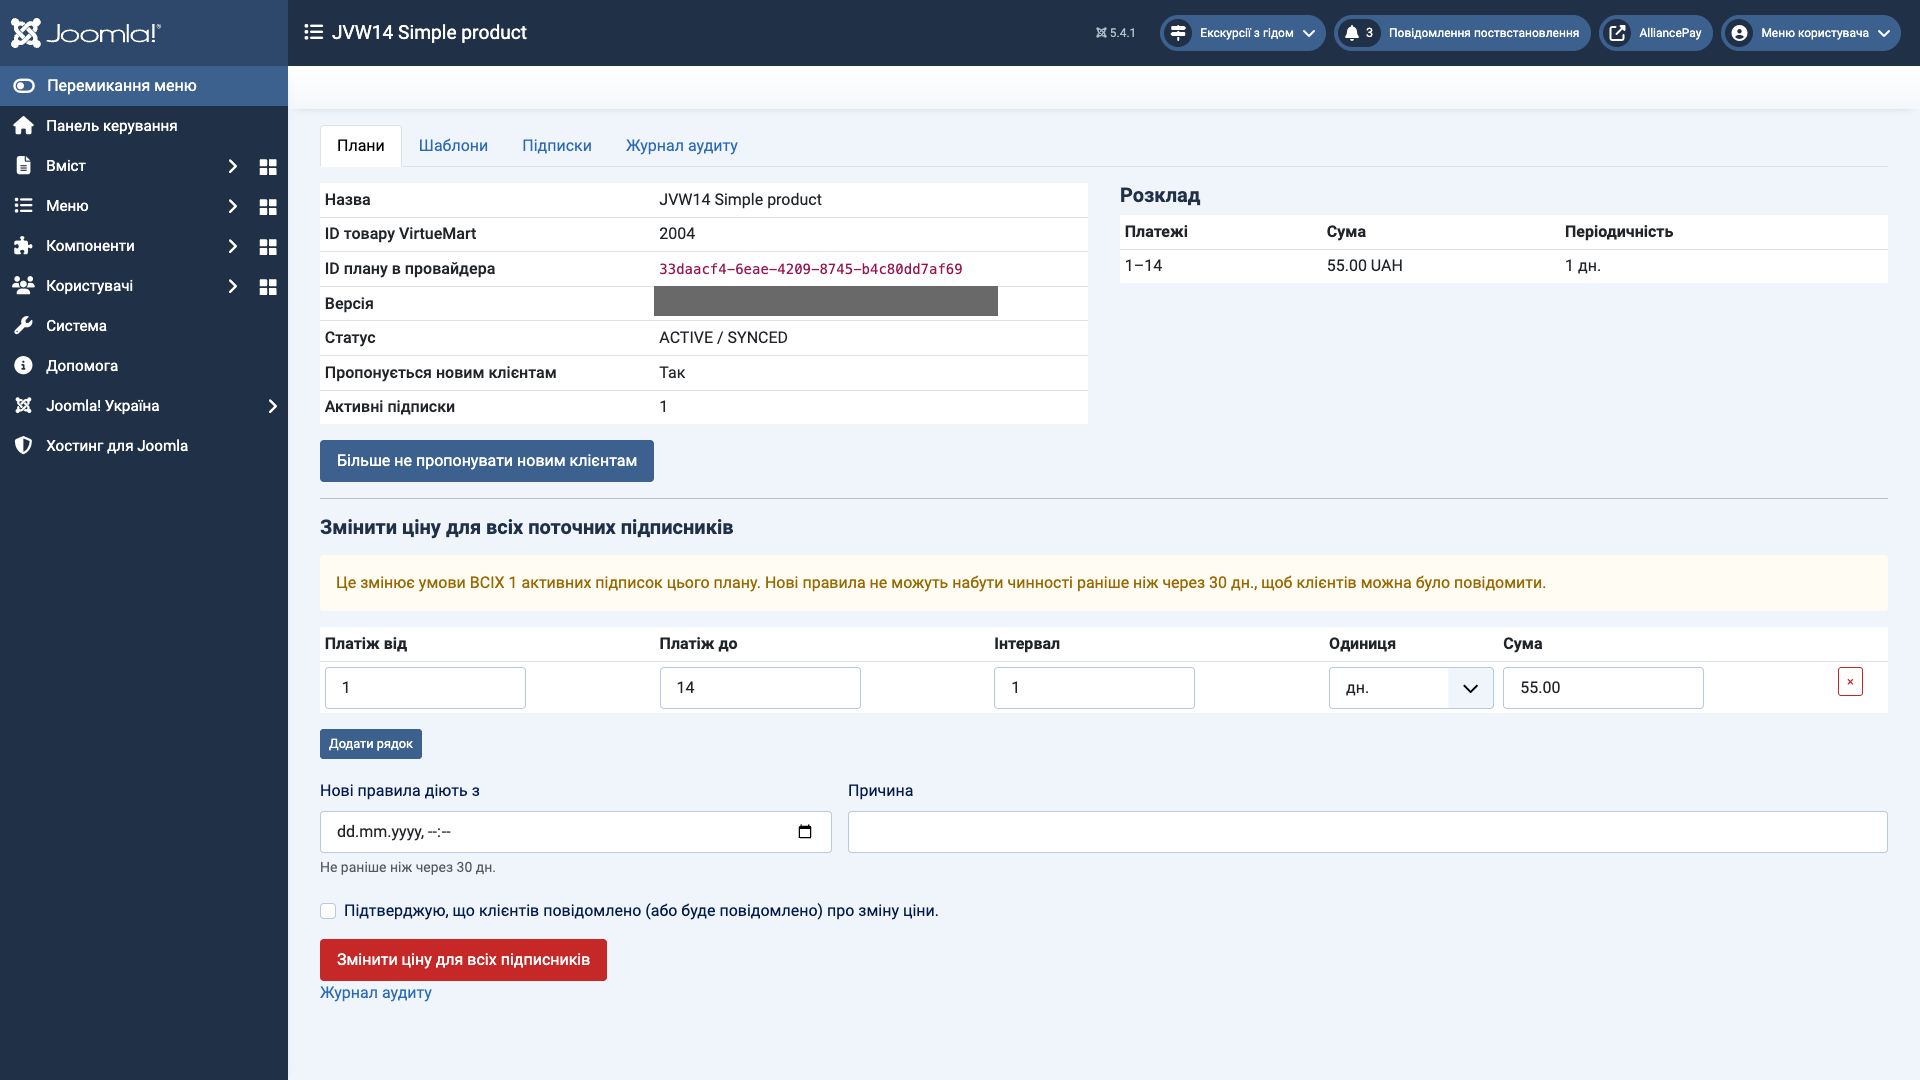 Joomla!
JVW14 Simple product
5.4.1
Екскурсії з гідом
3 Повідомлення поствстановлення
AlliancePay
Меню користувача
Перемикання меню
Панель керування
Вміст
Меню
Компоненти
Користувачі
Система
Допомога
Joomla! Україна
Хостинг для Joomla
Плани
Шаблони
Підписки
Журнал аудиту
Назва JVW14 Simple product
ID товару VirtueMart 2004
ID плану в провайдера 33daacf4-6eae-4209-8745-b4c80dd7af69
Версія
Статус ACTIVE / SYNCED
Пропонується новим клієнтам Так
Активні підписки 1
Розклад
Платежі Сума Періодичність
1–14 55.00 UAH 1 дн.
Більше не пропонувати новим клієнтам
Змінити ціну для всіх поточних підписників
Це змінює умови ВСІХ 1 активних підписок цього плану. Нові правила не можуть набути чинності раніше ніж через 30 дн., щоб клієнтів можна було повідомити.
Платіж від Платіж до Інтервал Одиниця Сума
1 14 1 дн. 55.00 ×
Додати рядок
Нові правила діють з
dd.mm.yyyy, --:--
Не раніше ніж через 30 дн.
Причина
Підтверджую, що клієнтів повідомлено (або буде повідомлено) про зміну ціни.
Змінити ціну для всіх підписників
Журнал аудиту